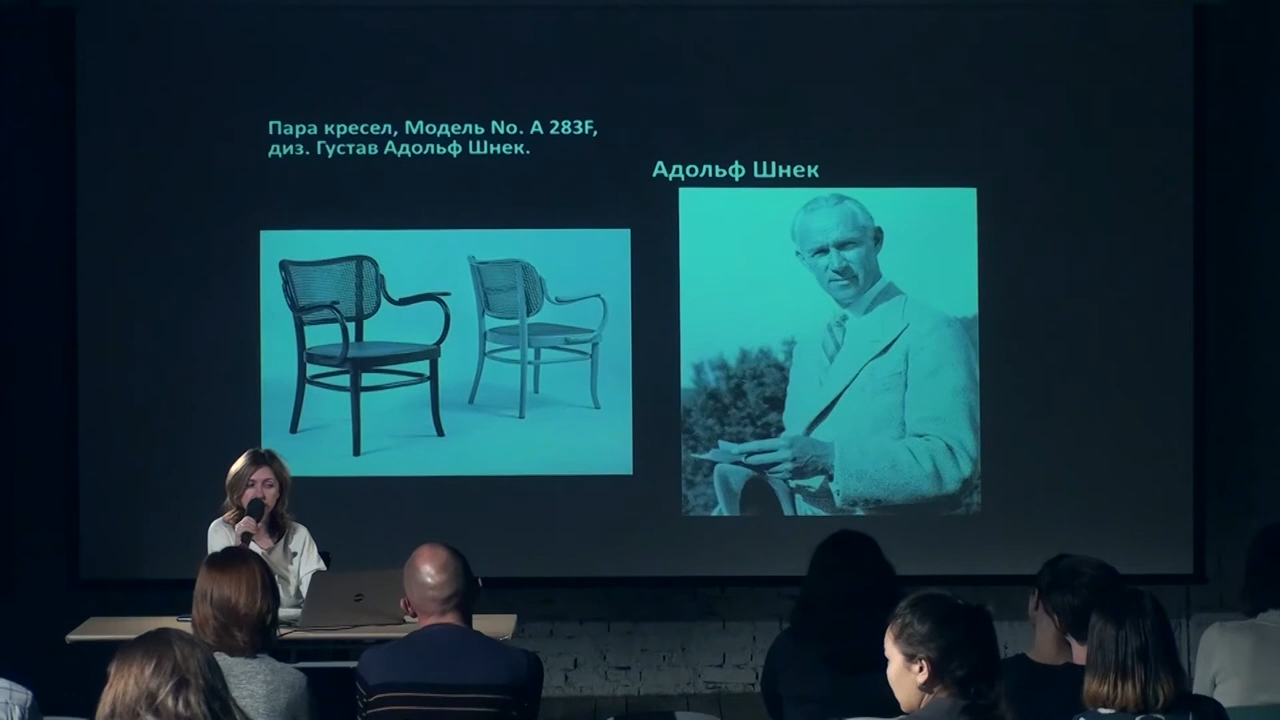 Пара кресел, Модель No. A 283F,
диз. Густав Адольф Шнек.
Адольф Шнек